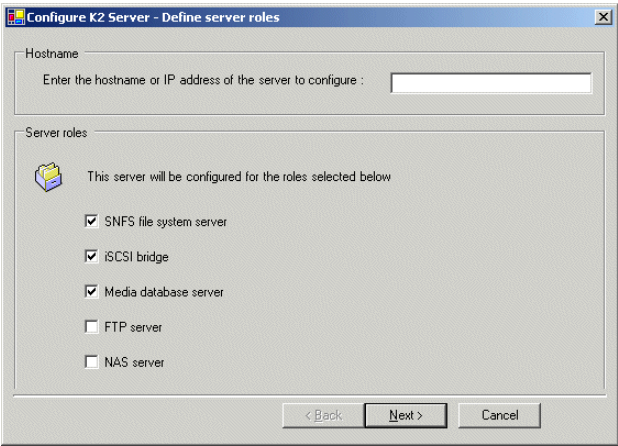 Configure K2 Server - Define server roles
Hostname
Enter the hostname or IP address of the server to configure :
Server roles
This server will be configured for the roles selected below
SNFS file system server
iSCSI bridge
Media database server
FTP server
NAS server
< Back Next > Cancel